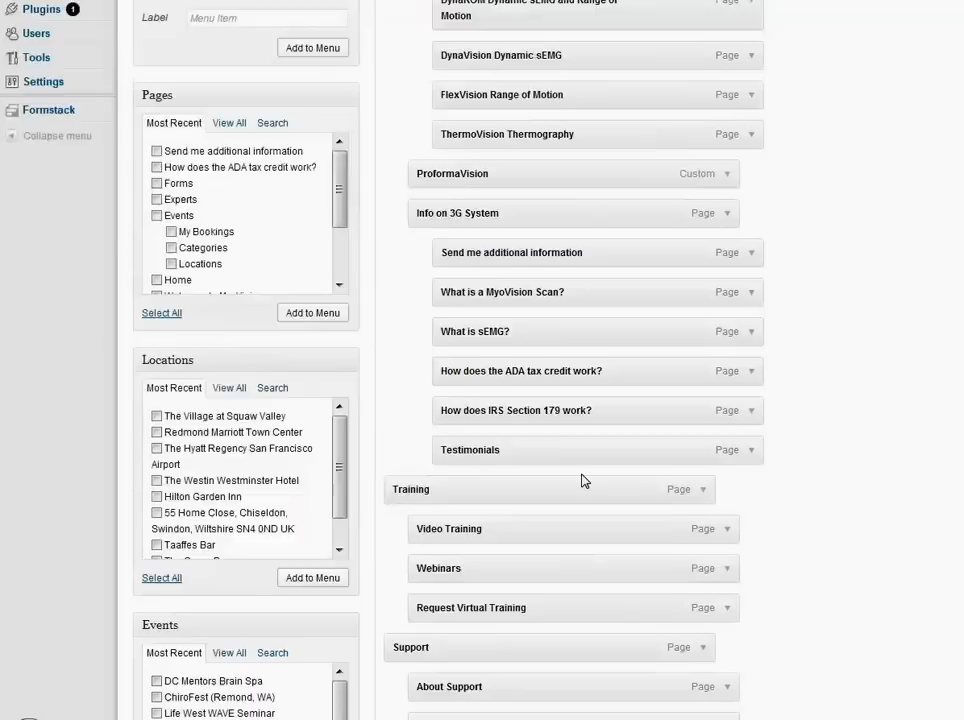 Plugins 1
Users
Tools
Settings
Formstack
Collapse menu
Label Menu Item
Add to Menu
Pages
Most Recent View All Search
Send me additional information
How does the ADA tax credit work?
Forms
Experts
Events
My Bookings
Categories
Locations
Home
Select All Add to Menu
Locations
Most Recent View All Search
The Village at Squaw Valley
Redmond Marriott Town Center
The Hyatt Regency San Francisco
Airport
The Westin Westminster Hotel
Hilton Garden Inn
55 Home Close, Chiseldon,
Swindon, Wiltshire SN4 0ND UK
Taaffes Bar
Select All Add to Menu
Events
Most Recent View All Search
DC Mentors Brain Spa
ChiroFest (Remond, WA)
Life West WAVE Seminar
DynaROM Dynamic sEMG and Range of
Motion
DynaVision Dynamic sEMG Page
FlexVision Range of Motion Page
ThermoVision Thermography Page
ProformaVision Custom
Info on 3G System Page
Send me additional information Page
What is a MyoVision Scan? Page
What is sEMG? Page
How does the ADA tax credit work? Page
How does IRS Section 179 work? Page
Testimonials Page
Training Page
Video Training Page
Webinars Page
Request Virtual Training Page
Support Page
About Support Page